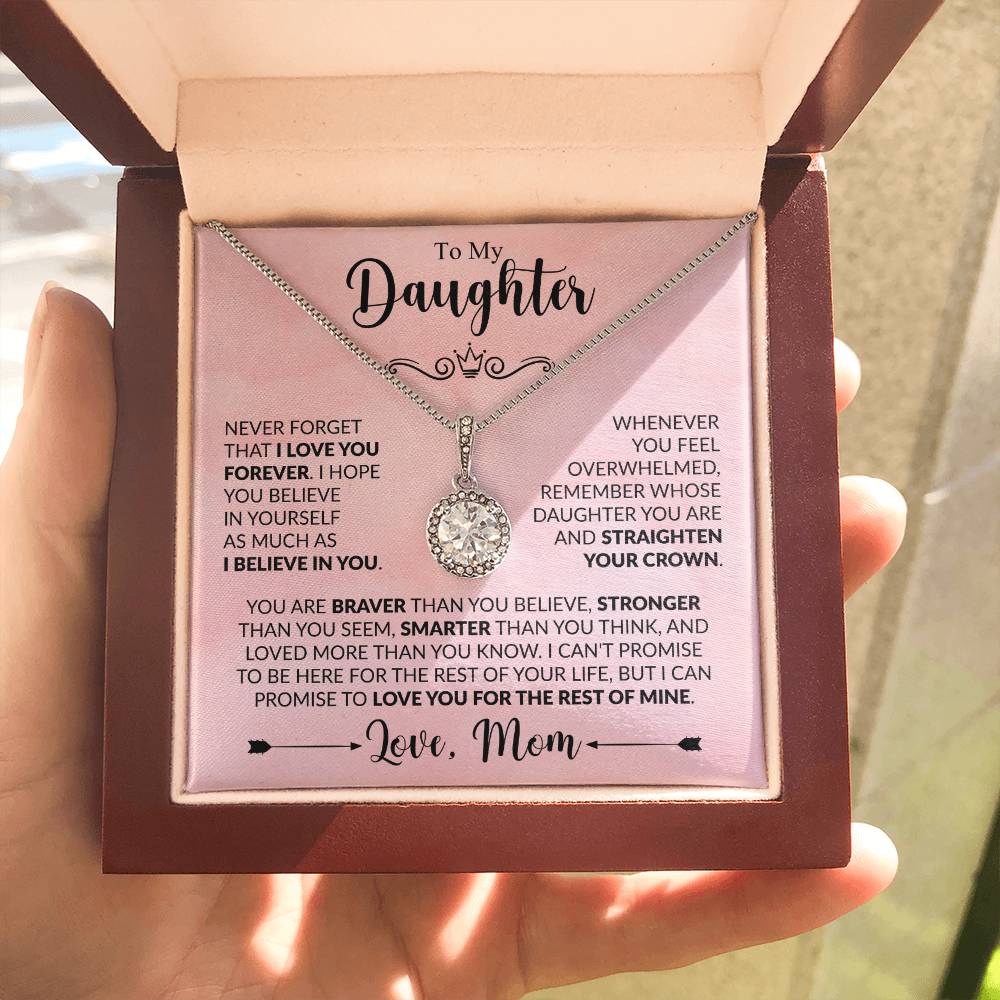 To My
Daughter
NEVER FORGET
THAT I LOVE YOU
FOREVER. I HOPE
YOU BELIEVE
IN YOURSELF
AS MUCH AS
I BELIEVE IN YOU.
WHENEVER
YOU FEEL
OVERWHELMED,
REMEMBER WHOSE
DAUGHTER YOU ARE
AND STRAIGHTEN
YOUR CROWN.
YOU ARE BRAVER THAN YOU BELIEVE, STRONGER
THAN YOU SEEM, SMARTER THAN YOU THINK, AND
LOVED MORE THAN YOU KNOW. I CAN'T PROMISE
TO BE HERE FOR THE REST OF YOUR LIFE, BUT I CAN
PROMISE TO LOVE YOU FOR THE REST OF MINE.
Love, Mom